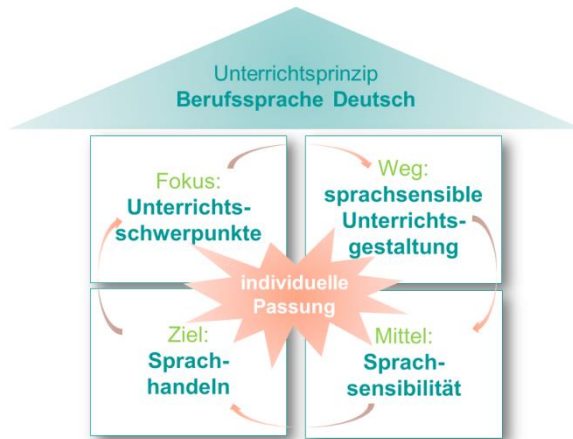 Unterrichtsprinzip
Berufssprache Deutsch
Fokus:
Unterrichts-
schwerpunkte
Weg:
sprachsensible
Unterrichts-
gestaltung
individuelle
Passung
Ziel:
Sprach-
handeln
Mittel:
Sprach-
sensibilität